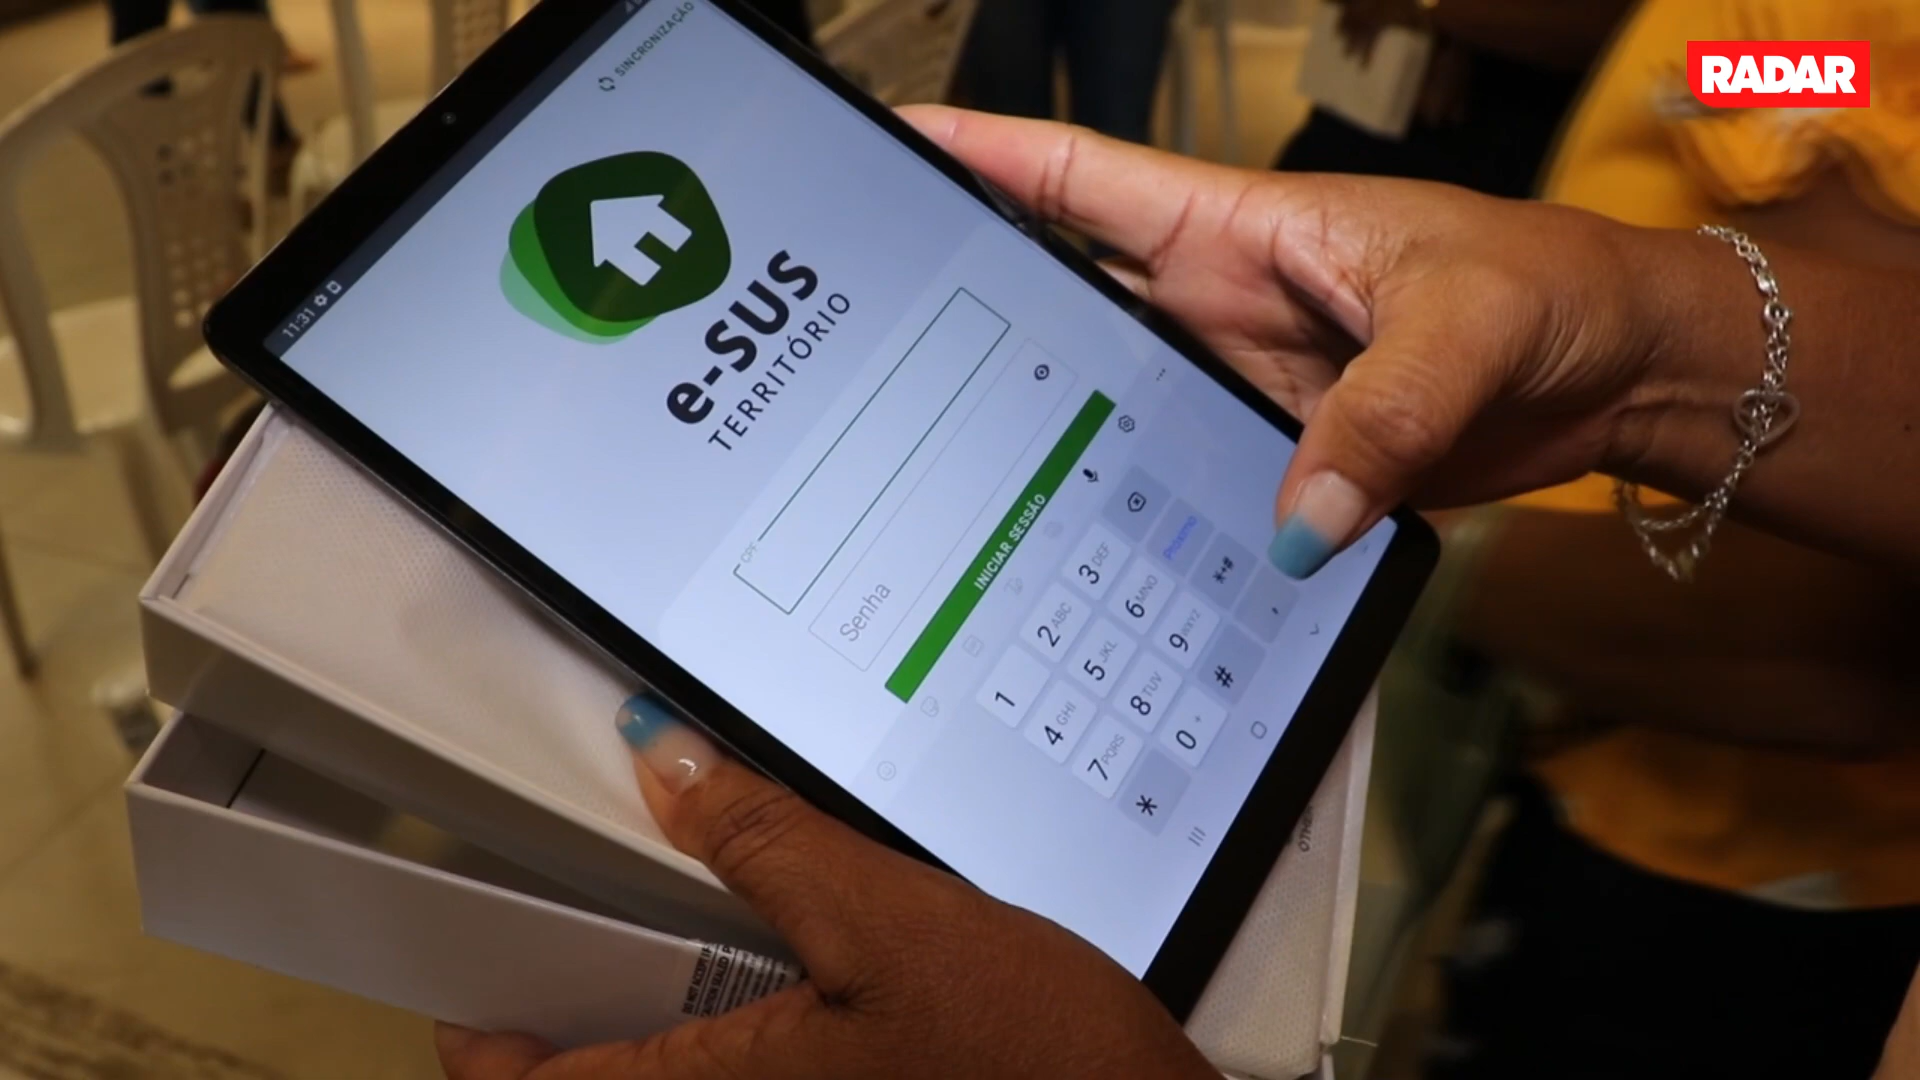 RADAR
SINCRONIZAÇÃO
11:31
e-SUS
TERRITÓRIO
CPF
Senha
INICIAR SESSÃO
1
2 ABC
3 DEF
4 GHI
5 JKL
6 MNO
Próximo
7 PQRS
8 TUV
9 WXYZ
*+#
*
0 +
#
,